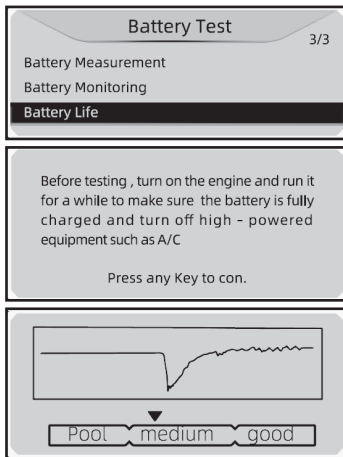 Battery Test
3/3
Battery Measurement
Battery Monitoring
Battery Life
Before testing , turn on the engine and run it
for a while to make sure the battery is fully
charged and turn off high - powered
equipment such as A/C
Press any Key to con.
Pool medium good